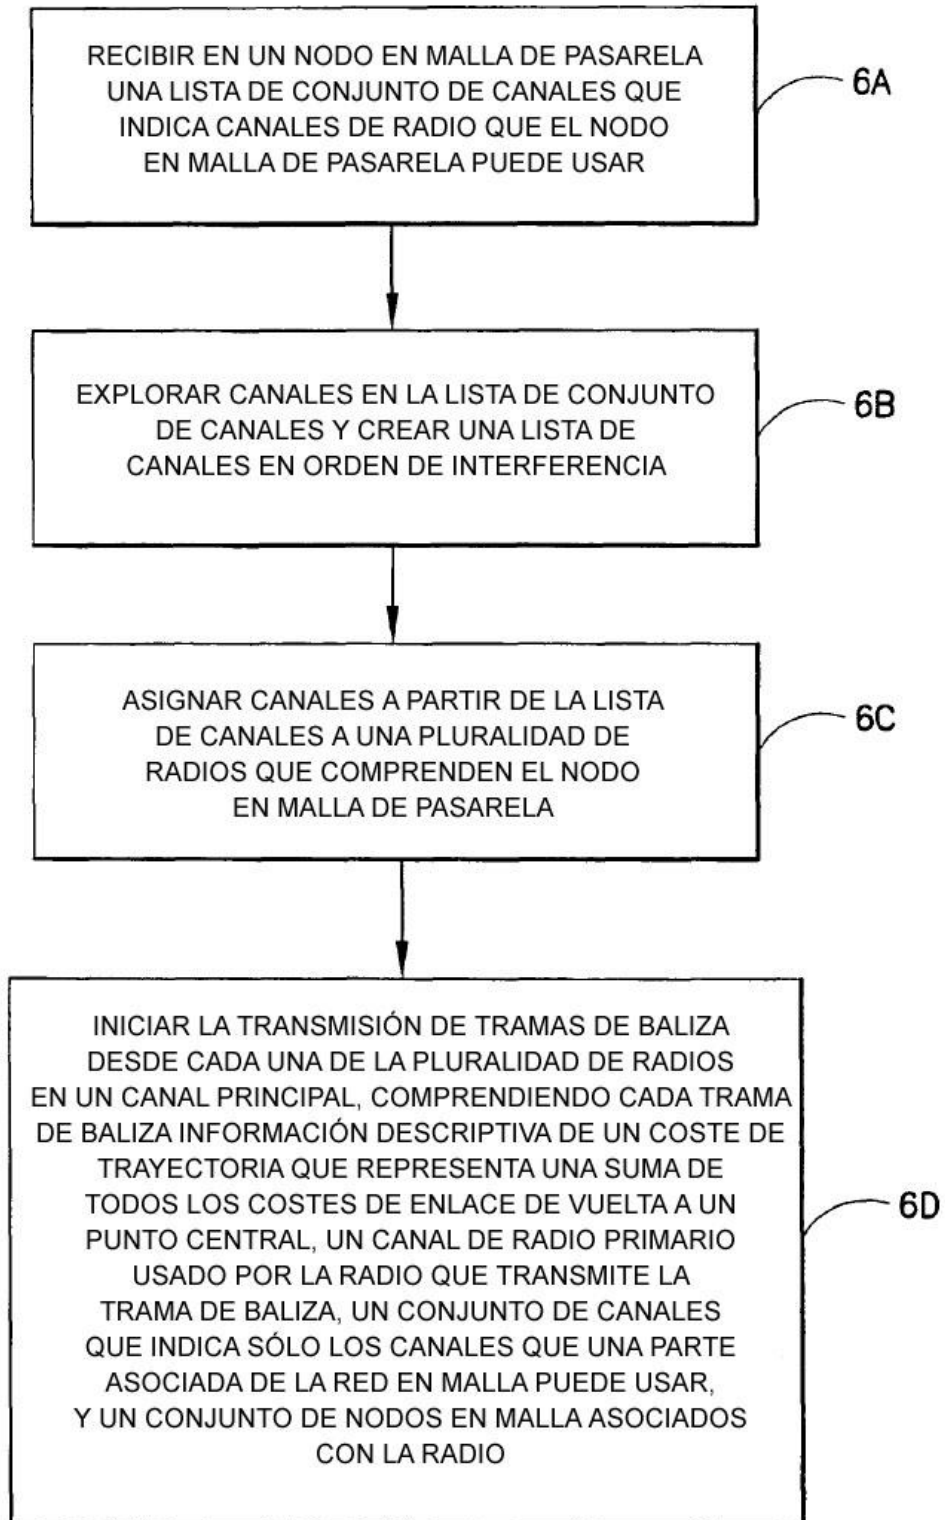 RECIBIR EN UN NODO EN MALLA DE PASARELA
UNA LISTA DE CONJUNTO DE CANALES QUE
INDICA CANALES DE RADIO QUE EL NODO
EN MALLA DE PASARELA PUEDE USAR
6A
EXPLORAR CANALES EN LA LISTA DE CONJUNTO
DE CANALES Y CREAR UNA LISTA DE
CANALES EN ORDEN DE INTERFERENCIA
6B
ASIGNAR CANALES A PARTIR DE LA LISTA
DE CANALES A UNA PLURALIDAD DE
RADIOS QUE COMPRENDEN EL NODO
EN MALLA DE PASARELA
6C
INICIAR LA TRANSMISIÓN DE TRAMAS DE BALIZA
DESDE CADA UNA DE LA PLURALIDAD DE RADIOS
EN UN CANAL PRINCIPAL, COMPRENDIENDO CADA TRAMA
DE BALIZA INFORMACIÓN DESCRIPTIVA DE UN COSTE DE
TRAYECTORIA QUE REPRESENTA UNA SUMA DE
TODOS LOS COSTES DE ENLACE DE VUELTA A UN
PUNTO CENTRAL, UN CANAL DE RADIO PRIMARIO
USADO POR LA RADIO QUE TRANSMITE LA
TRAMA DE BALIZA, UN CONJUNTO DE CANALES
QUE INDICA SÓLO LOS CANALES QUE UNA PARTE
ASOCIADA DE LA RED EN MALLA PUEDE USAR,
Y UN CONJUNTO DE NODOS EN MALLA ASOCIADOS
CON LA RADIO
6D